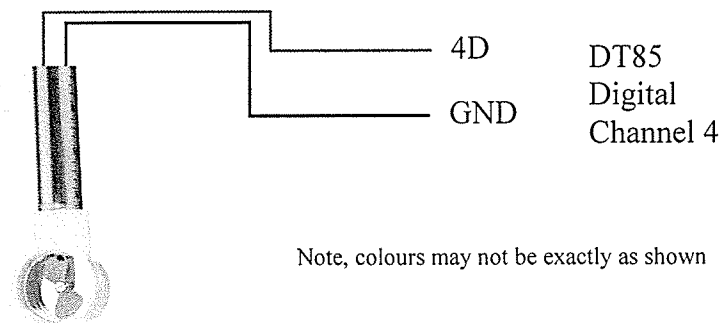 4D
GND
DT85
Digital
Channel 4
Note, colours may not be exactly as shown